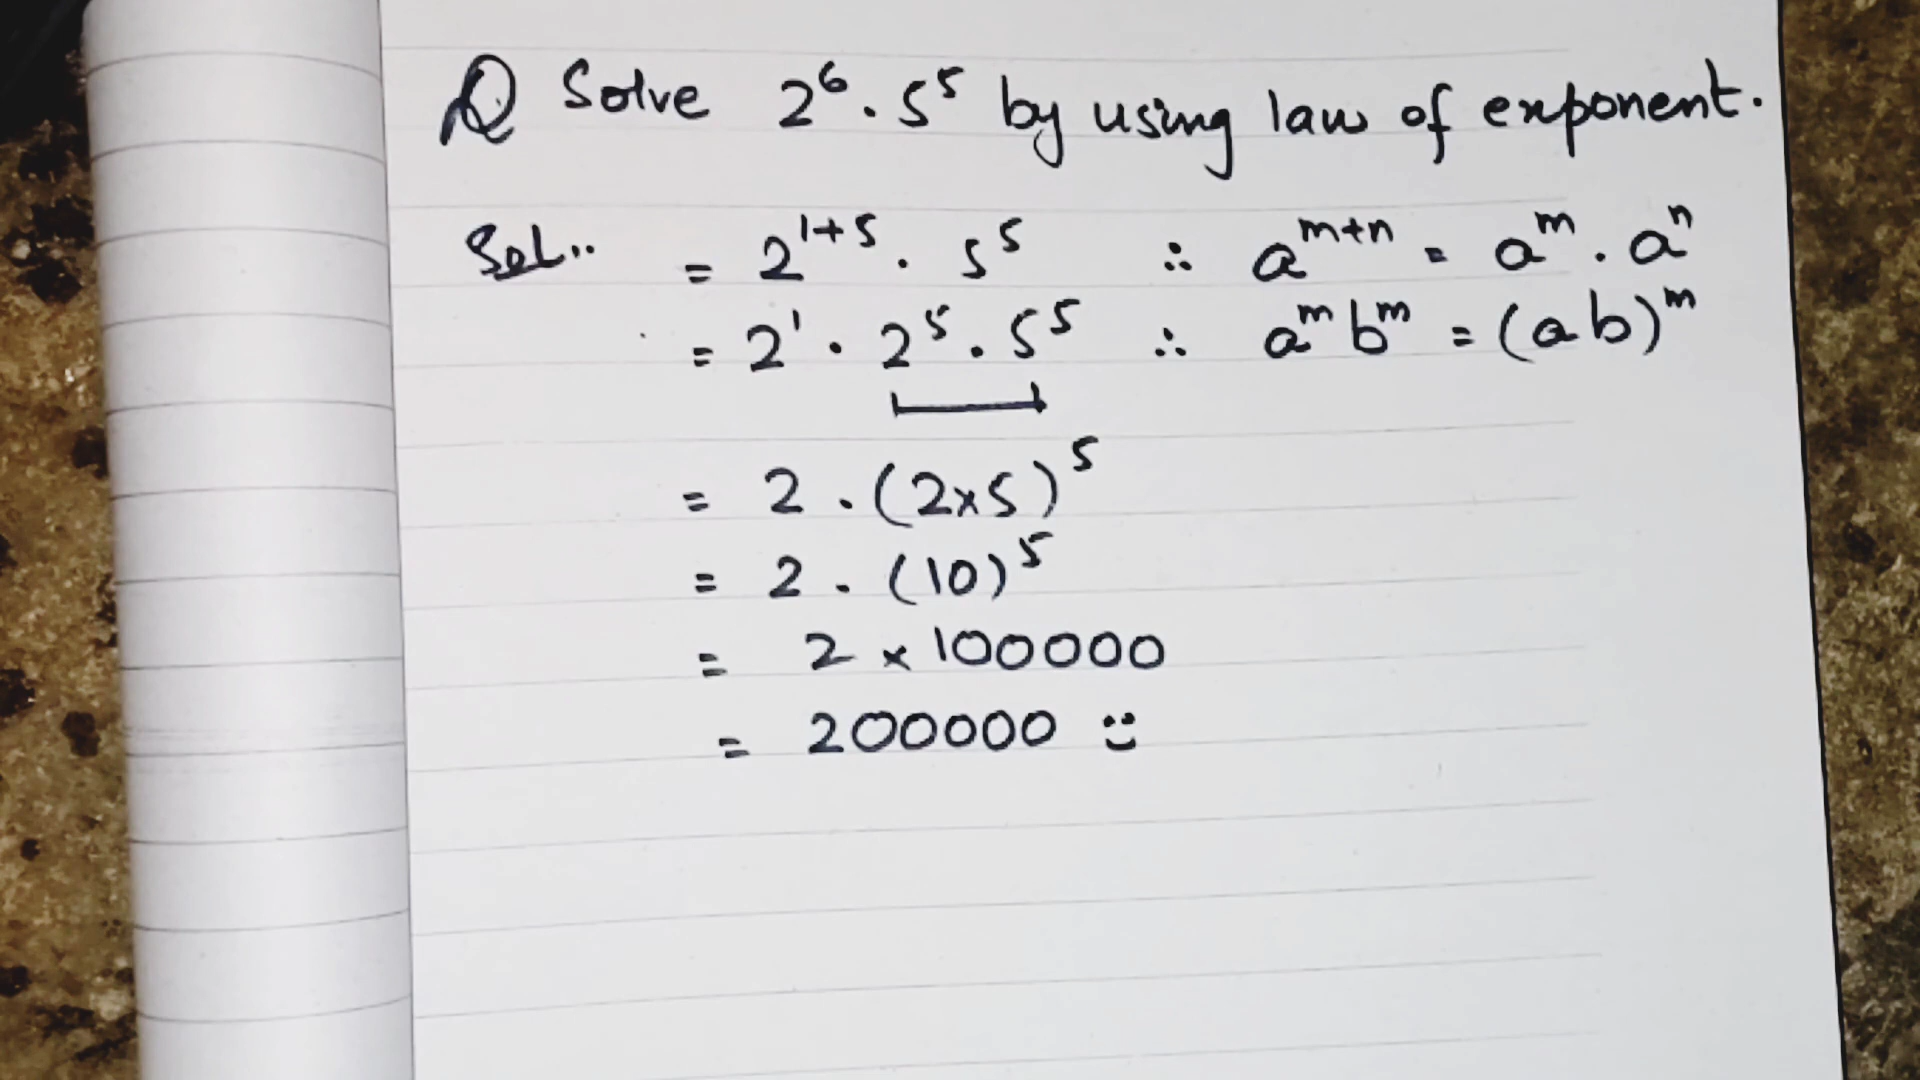 Q Solve 2⁶ · 5⁵ by using law of exponent.
Sol.. = 2¹⁺⁵ · 5⁵ ∴ aᵐ⁺ⁿ = aᵐ · aⁿ
= 2¹ · 2⁵ · 5⁵ ∴ aᵐ bᵐ = (ab)ᵐ
= 2 · (2×5)⁵
= 2 · (10)⁵
= 2 × 100000
= 200000 :)